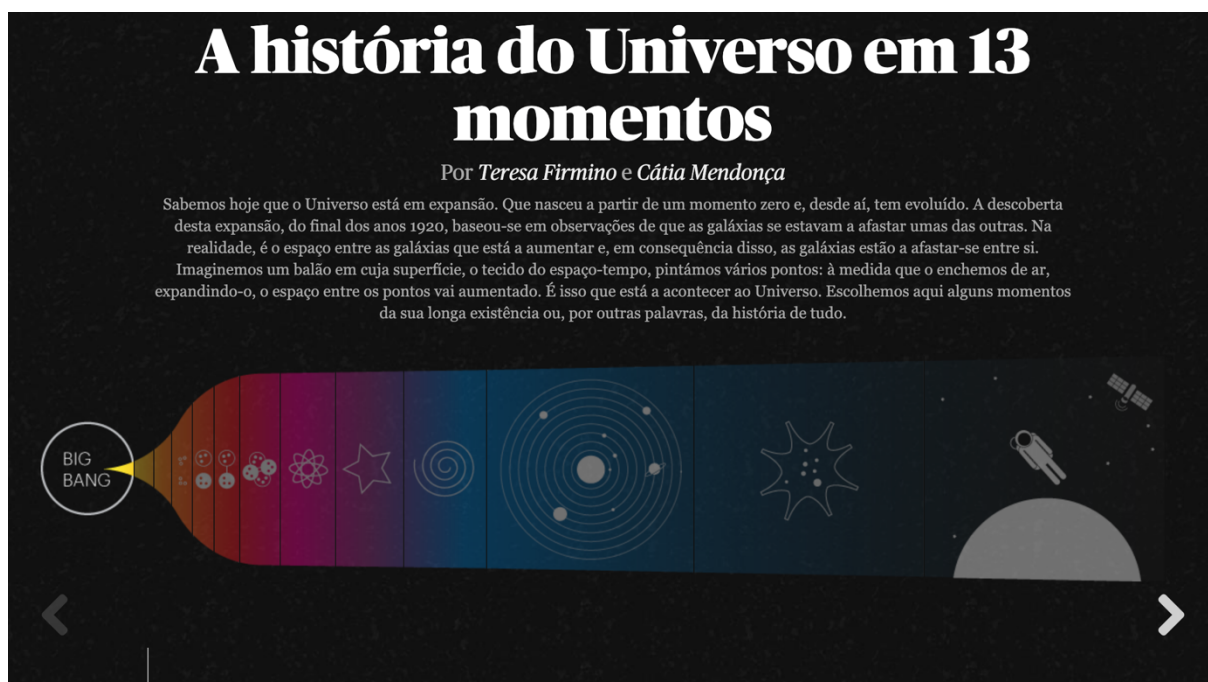 A história do Universo em 13
momentos
Por Teresa Firmino e Cátia Mendonça
Sabemos hoje que o Universo está em expansão. Que nasceu a partir de um momento zero e, desde aí, tem evoluído. A descoberta
desta expansão, do final dos anos 1920, baseou-se em observações de que as galáxias se estavam a afastar umas das outras. Na
realidade, é o espaço entre as galáxias que está a aumentar e, em consequência disso, as galáxias estão a afastar-se entre si.
Imaginemos um balão em cuja superfície, o tecido do espaço-tempo, pintámos vários pontos: à medida que o enchemos de ar,
expandindo-o, o espaço entre os pontos vai aumentado. É isso que está a acontecer ao Universo. Escolhemos aqui alguns momentos
da sua longa existência ou, por outras palavras, da história de tudo.
BIG
BANG